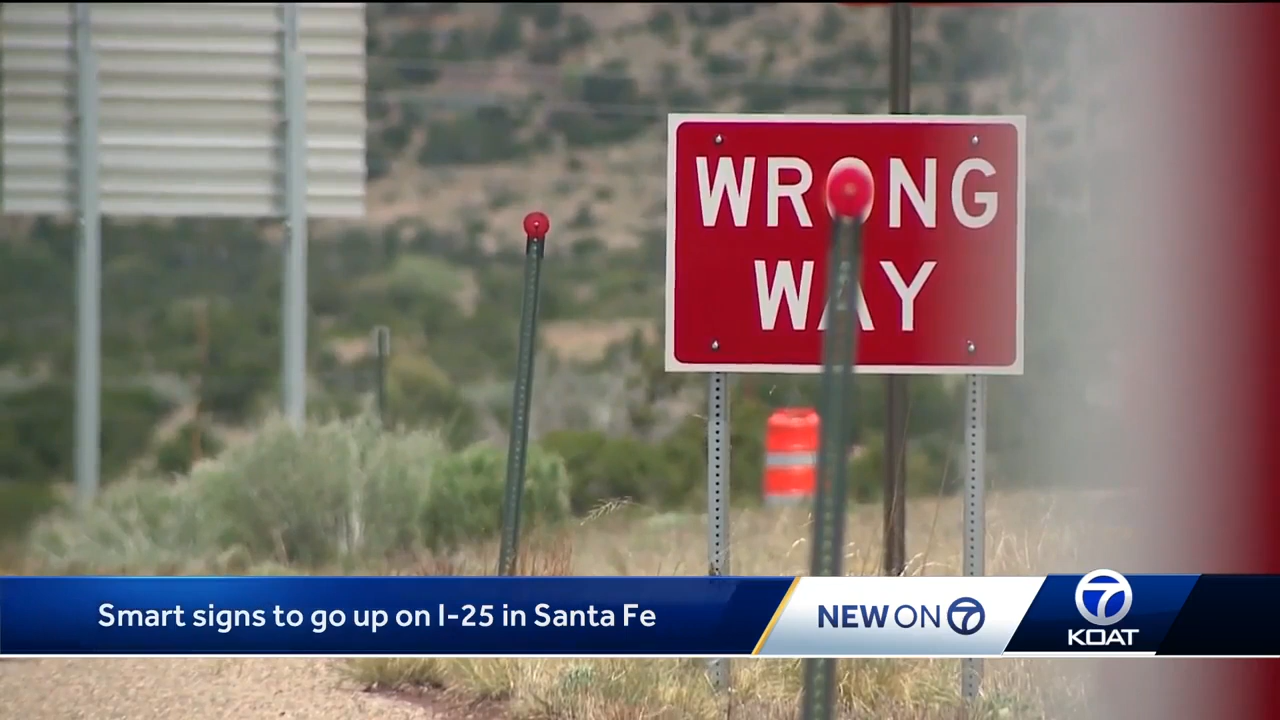 WRONG
WAY
Smart signs to go up on I-25 in Santa Fe
NEW ON 7
7
KOAT